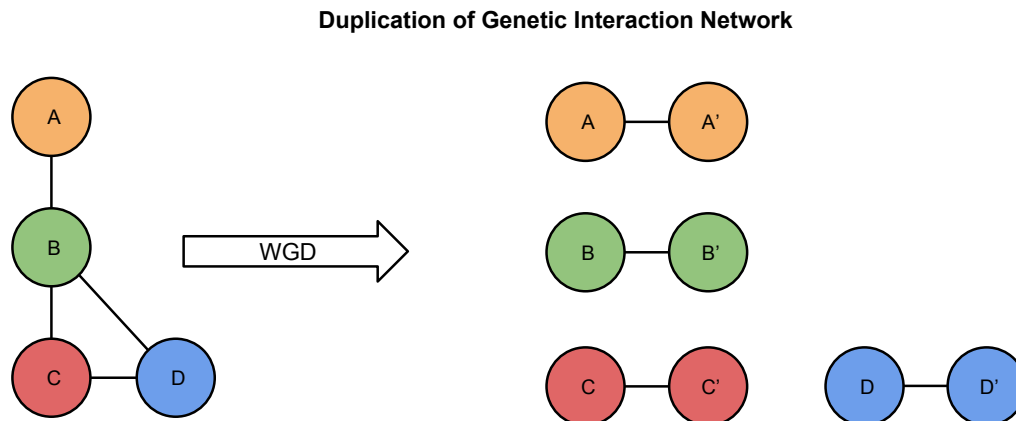 Duplication of Genetic Interaction Network
A
A A’
B
WGD
B B’
C D
C C’ D D’